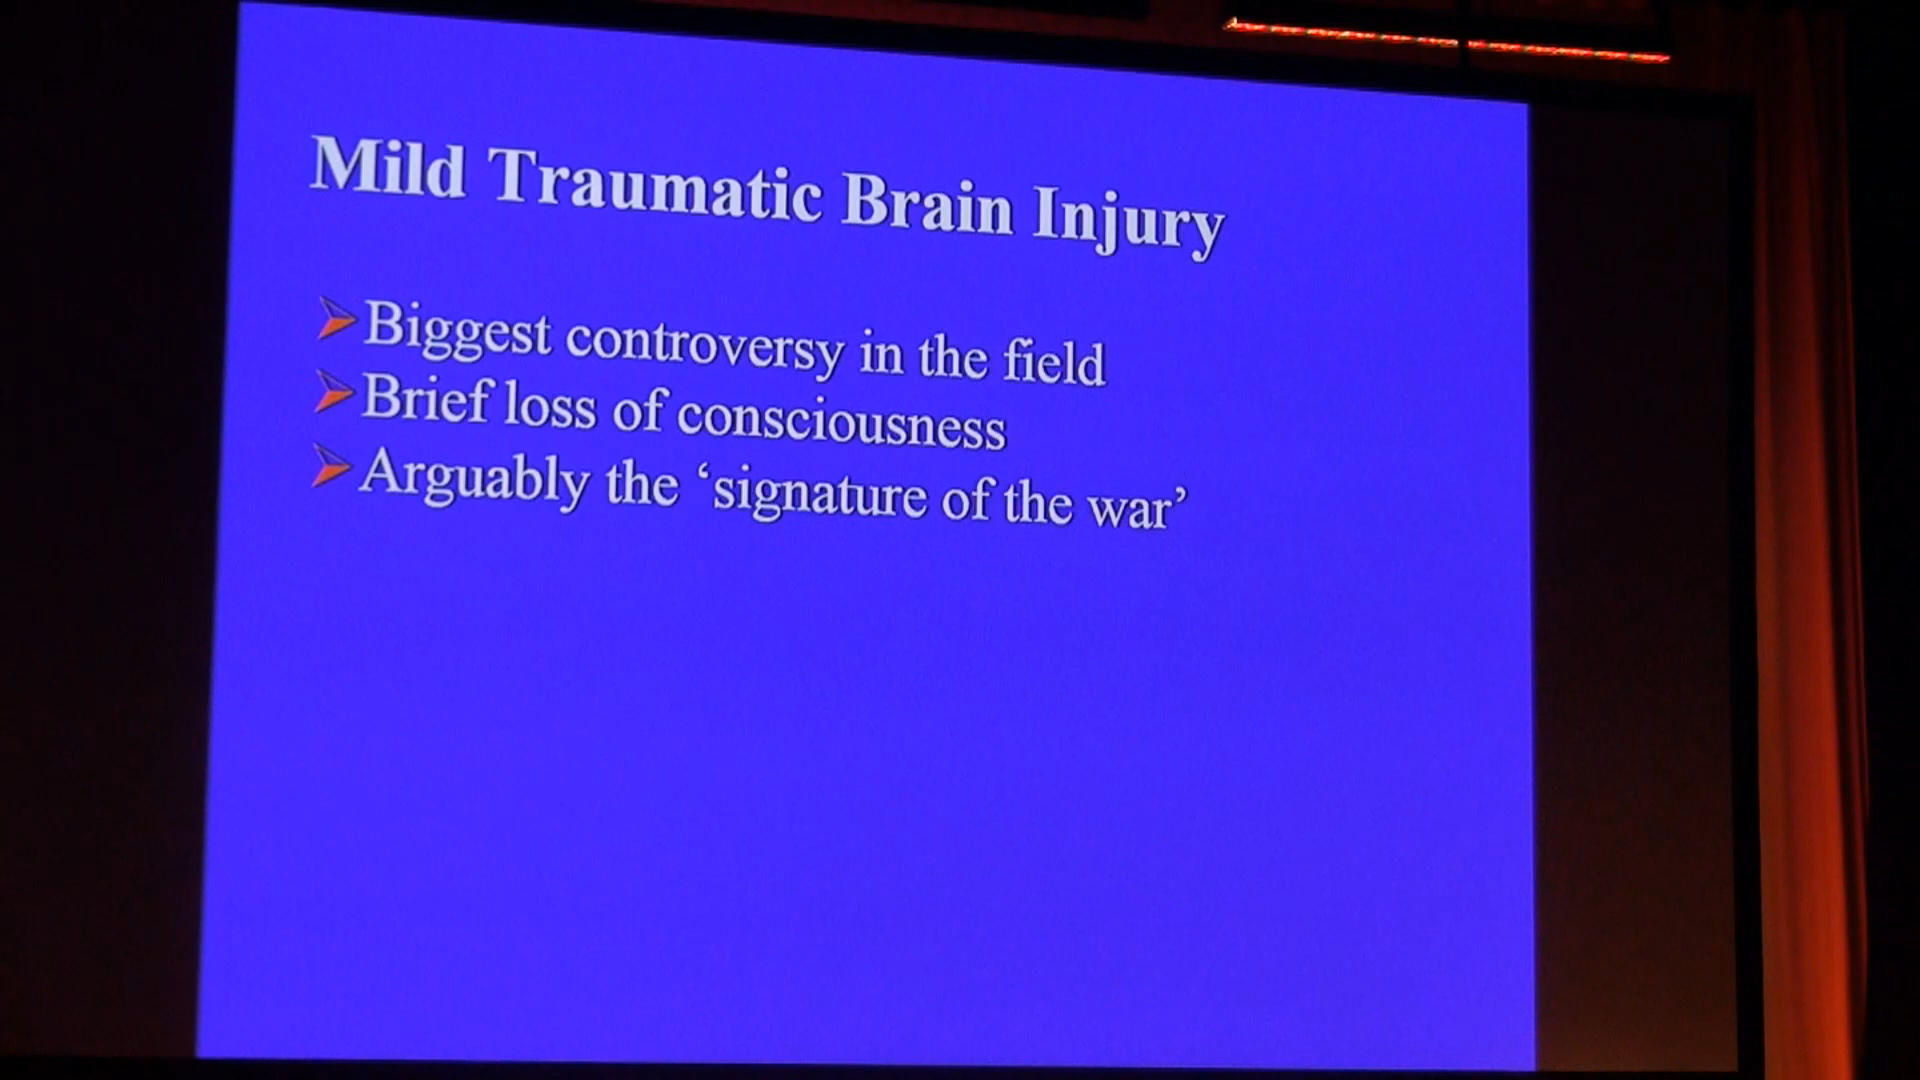 Mild Traumatic Brain Injury
Biggest controversy in the field
Brief loss of consciousness
Arguably the ‘signature of the war’